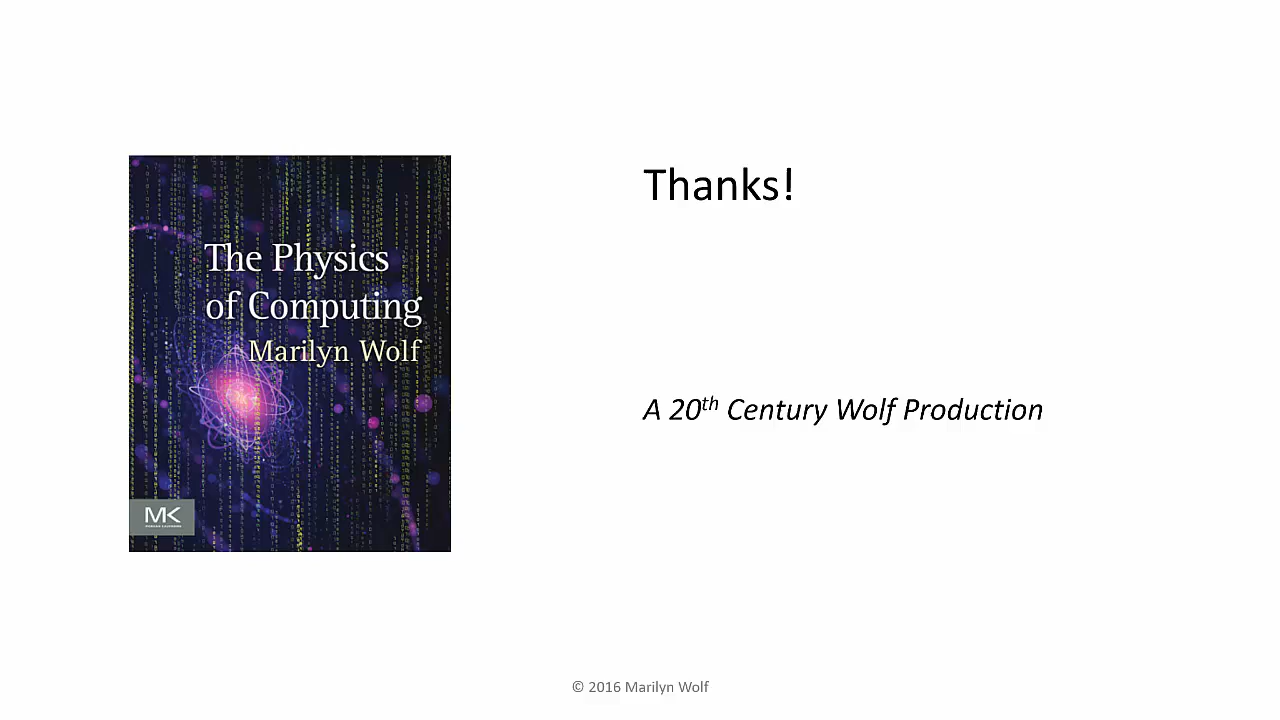 The Physics
of Computing
Marilyn Wolf
MK
Thanks!
A 20th Century Wolf Production
© 2016 Marilyn Wolf